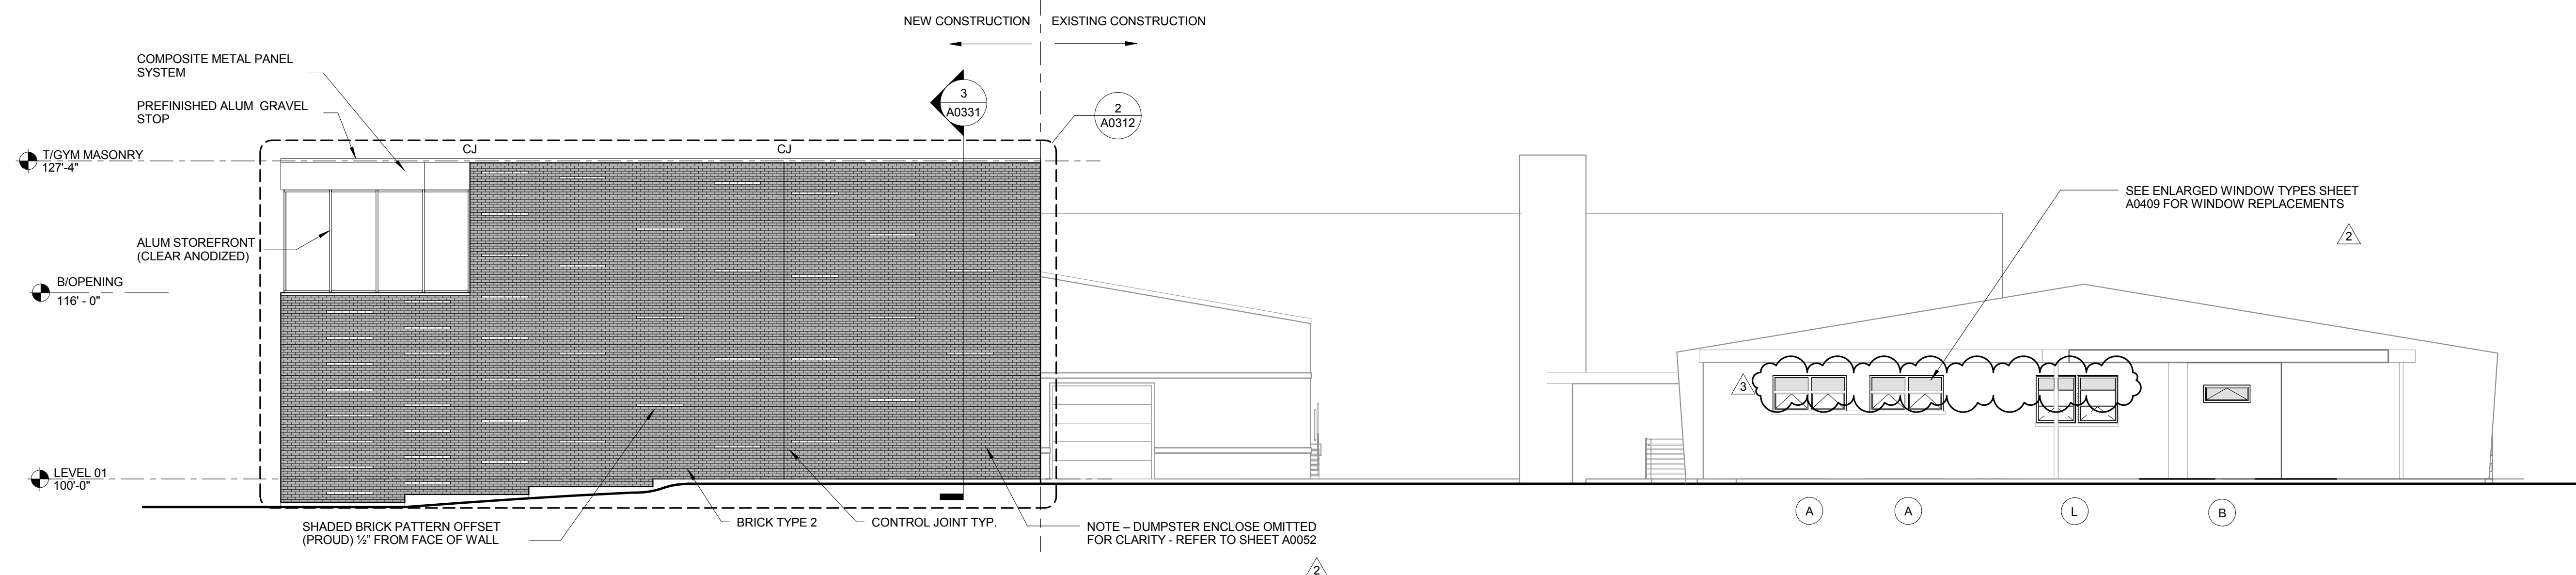 NEW CONSTRUCTION
EXISTING CONSTRUCTION
COMPOSITE METAL PANEL
SYSTEM
PREFINISHED ALUM GRAVEL
STOP
3
A0331
2
A0312
T/GYM MASONRY
127'-4"
CJ
CJ
SEE ENLARGED WINDOW TYPES SHEET
A0409 FOR WINDOW REPLACEMENTS
2
ALUM STOREFRONT
(CLEAR ANODIZED)
B/OPENING
116' - 0"
3
LEVEL 01
100'-0"
SHADED BRICK PATTERN OFFSET
(PROUD) ½" FROM FACE OF WALL
BRICK TYPE 2
CONTROL JOINT TYP.
NOTE – DUMPSTER ENCLOSE OMITTED
FOR CLARITY - REFER TO SHEET A0052
2
A
A
L
B